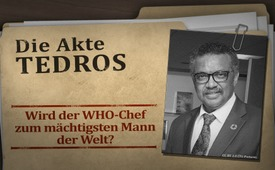 Die Akte
TEDROS
Wird der WHO-Chef
zum mächtigsten Mann
der Welt?